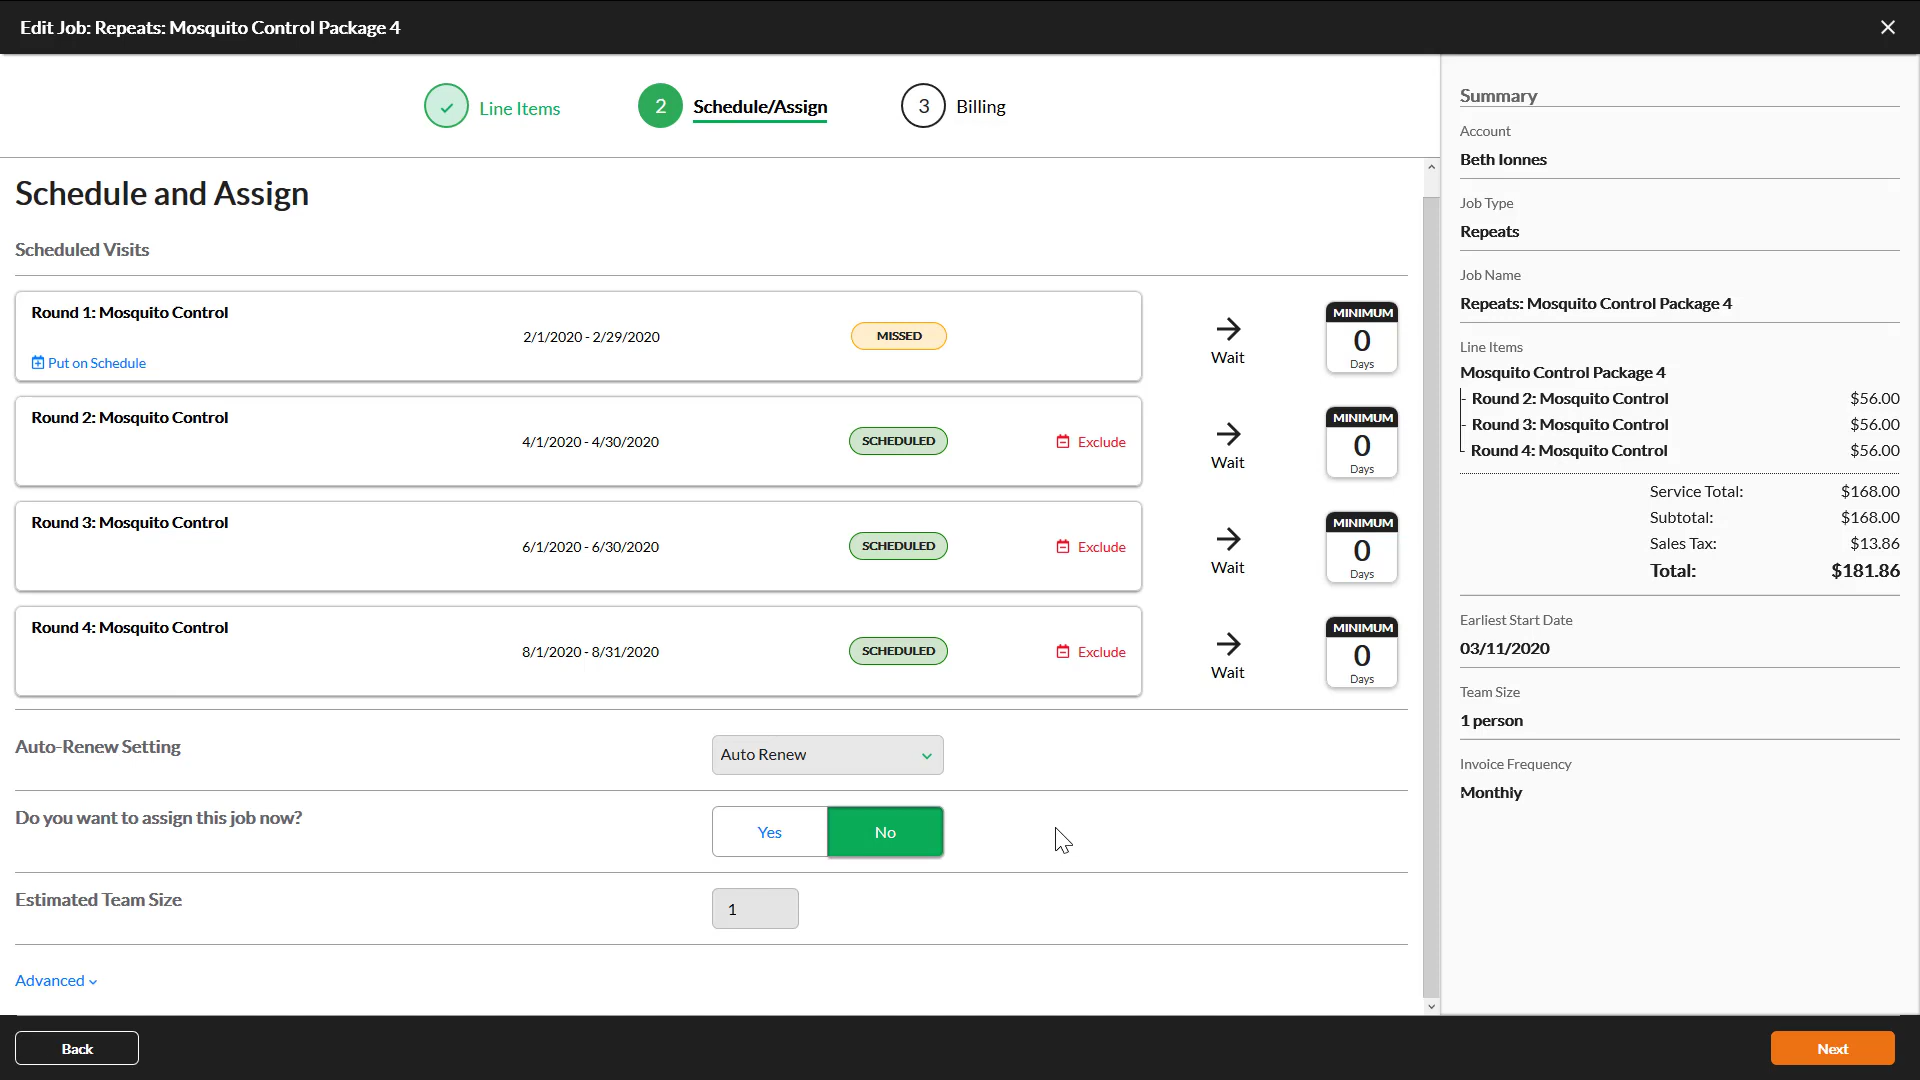 Edit Job: Repeats: Mosquito Control Package 4
Line Items
2 Schedule/Assign
3 Billing
Schedule and Assign
Scheduled Visits
Round 1: Mosquito Control
2/1/2020 - 2/29/2020
MISSED
Put on Schedule
Wait
MINIMUM
0
Days
Round 2: Mosquito Control
4/1/2020 - 4/30/2020
SCHEDULED
Exclude
Wait
MINIMUM
0
Days
Round 3: Mosquito Control
6/1/2020 - 6/30/2020
SCHEDULED
Exclude
Wait
MINIMUM
0
Days
Round 4: Mosquito Control
8/1/2020 - 8/31/2020
SCHEDULED
Exclude
Wait
MINIMUM
0
Days
Auto-Renew Setting
Auto Renew
Do you want to assign this job now?
Yes
No
Estimated Team Size
1
Advanced
Back
Next
Summary
Account
Beth Ionnes
Job Type
Repeats
Job Name
Repeats: Mosquito Control Package 4
Line Items
Mosquito Control Package 4
- Round 2: Mosquito Control $56.00
- Round 3: Mosquito Control $56.00
- Round 4: Mosquito Control $56.00
Service Total: $168.00
Subtotal: $168.00
Sales Tax: $13.86
Total: $181.86
Earliest Start Date
03/11/2020
Team Size
1 person
Invoice Frequency
Monthly